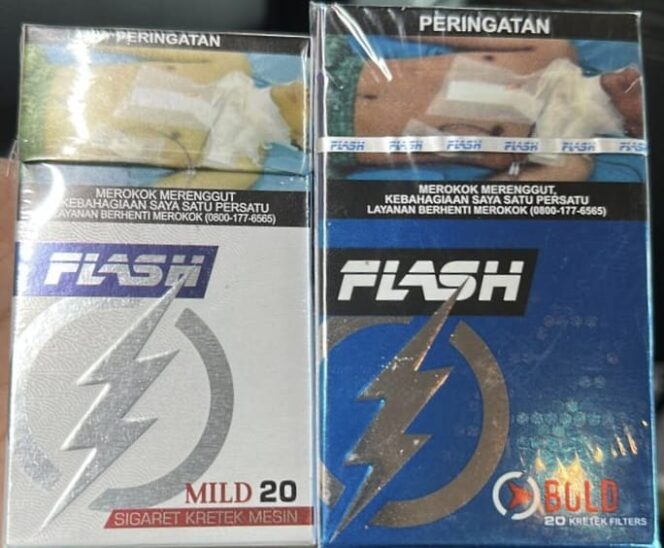 PERINGATAN
MEROKOK MERENGGUT
KEBAHAGIAAN SAYA SATU PERSATU
LAYANAN BERHENTI MEROKOK (0800-177-6565)
FLASH
MILD 20
SIGARET KRETEK MESIN
PERINGATAN
FLASH FLASH FLASH FLASH FLASH
MEROKOK MERENGGUT,
KEBAHAGIAAN SAYA SATU PERSATU
LAYANAN BERHENTI MEROKOK (0800-177-6565)
FLASH
BOLD
20 KRETEK FILTERS